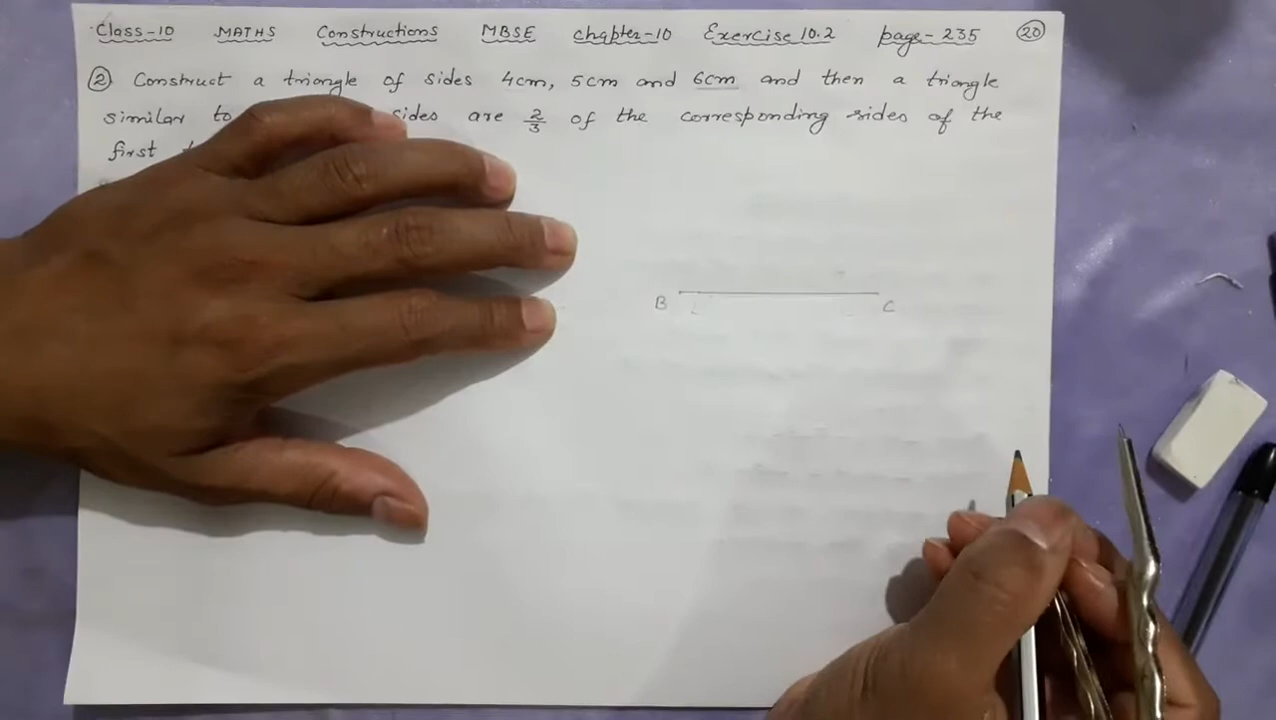 Class-10 MATHS Constructions MBSE chapter-10 Exercise 10.2 page-235 20
2 Construct a triangle of sides 4cm, 5cm and 6cm and then a triangle
similar to sides are 2/3 of the corresponding sides of the
first
B C